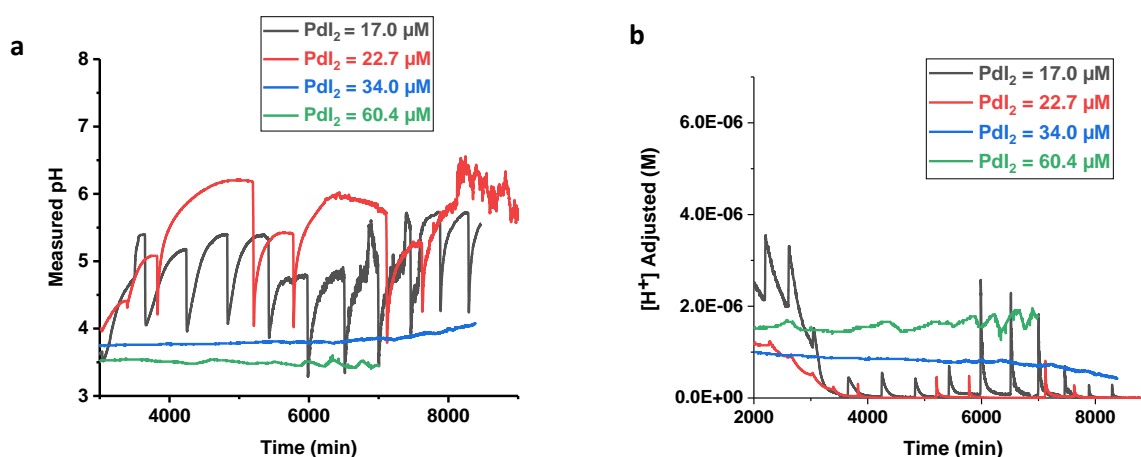 a
PdI₂ = 17.0 µM
PdI₂ = 22.7 µM
PdI₂ = 34.0 µM
PdI₂ = 60.4 µM
Measured pH
8
7
6
5
4
3
4000
6000
8000
Time (min)
b
PdI₂ = 17.0 µM
PdI₂ = 22.7 µM
PdI₂ = 34.0 µM
PdI₂ = 60.4 µM
[H⁺] Adjusted (M)
6.0E-06
4.0E-06
2.0E-06
0.0E+00
2000
4000
6000
8000
Time (min)